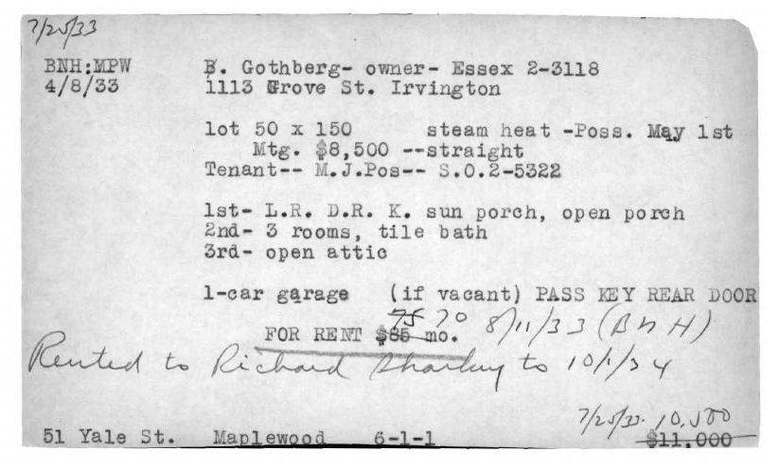 7/25/33
BNH:MPW B. Gothberg- owner- Essex 2-3118
4/8/33 1113 Grove St. Irvington
lot 50 x 150 steam heat -Poss. May 1st
Mtg. $8,500 --straight
Tenant-- M.J.Pos-- S.O.2-5322
1st- L.R. D.R. K. sun porch, open porch
2nd- 3 rooms, tile bath
3rd- open attic
1-car garage (if vacant) PASS KEY REAR DOOR
75 70 8/11/33 (BNH)
FOR RENT $85 mo.
Rented to Richard Sharkey to 10/1/34
7/25/33. 10,500
51 Yale St. Maplewood 6-1-1 $11,000